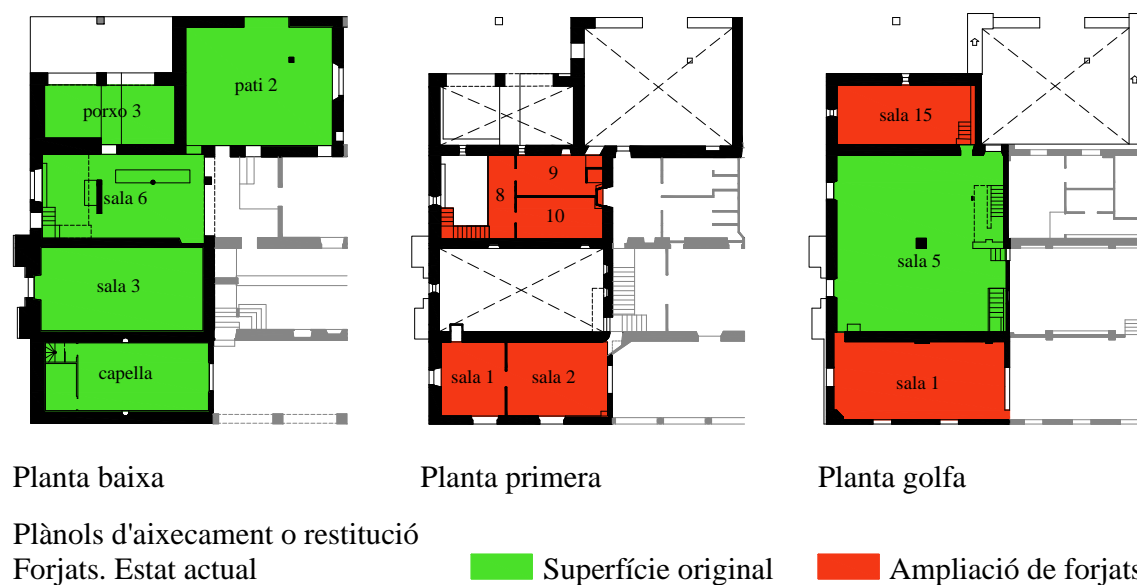 pati 2
porxo 3
sala 6
sala 3
capella
9
8
10
sala 1
sala 2
sala 15
sala 5
sala 1
Planta baixa
Planta primera
Planta golfa
Plànols d'aixecament o restitució
Forjats. Estat actual
Superfície original
Ampliació de forjats